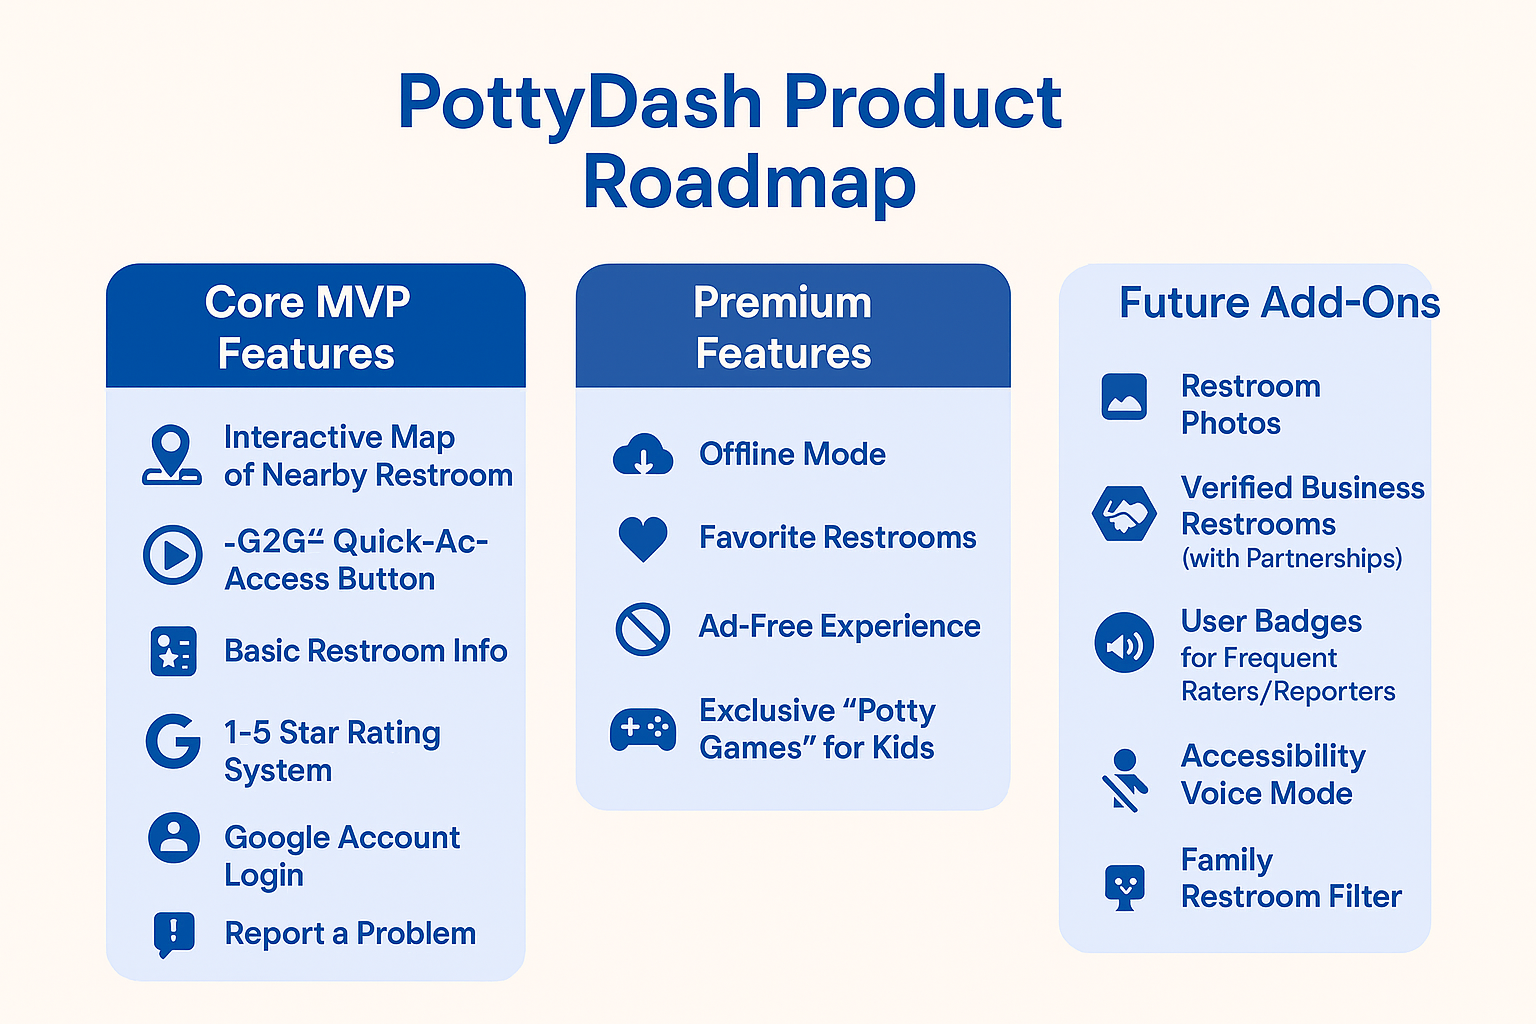 PottyDash Product
Roadmap
Core MVP
Features
Interactive Map
of Nearby Restroom
-G2G“ Quick-Ac-
Access Button
Basic Restroom Info
1-5 Star Rating
System
Google Account
Login
Report a Problem
Premium
Features
Offline Mode
Favorite Restrooms
Ad-Free Experience
Exclusive “Potty
Games” for Kids
Future Add-Ons
Restroom
Photos
Verified Business
Restrooms
(with Partnerships)
User Badges
for Frequent
Raters/Reporters
Accessibility
Voice Mode
Family
Restroom Filter